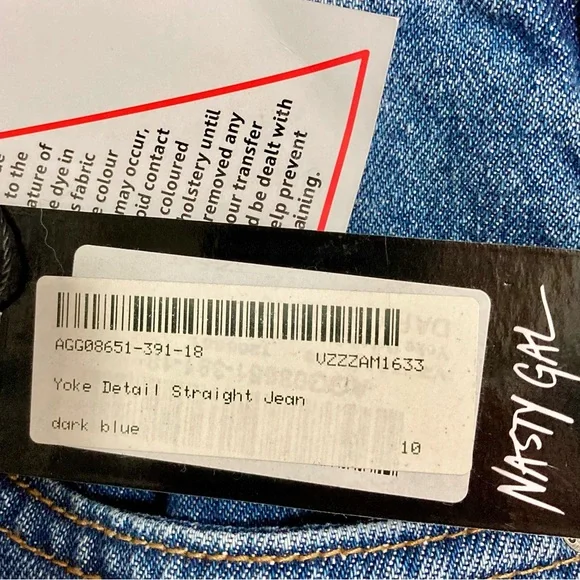 to the
ature of
e dye in
s fabric
e colour
may occur,
oid contact
coloured
holstery until
removed any
our transfer
d be dealt with
elp prevent
aining.
AGG08651-391-18 VZZZAM1633
Yoke Detail Straight Jean
dark blue
10
NASTY GAL